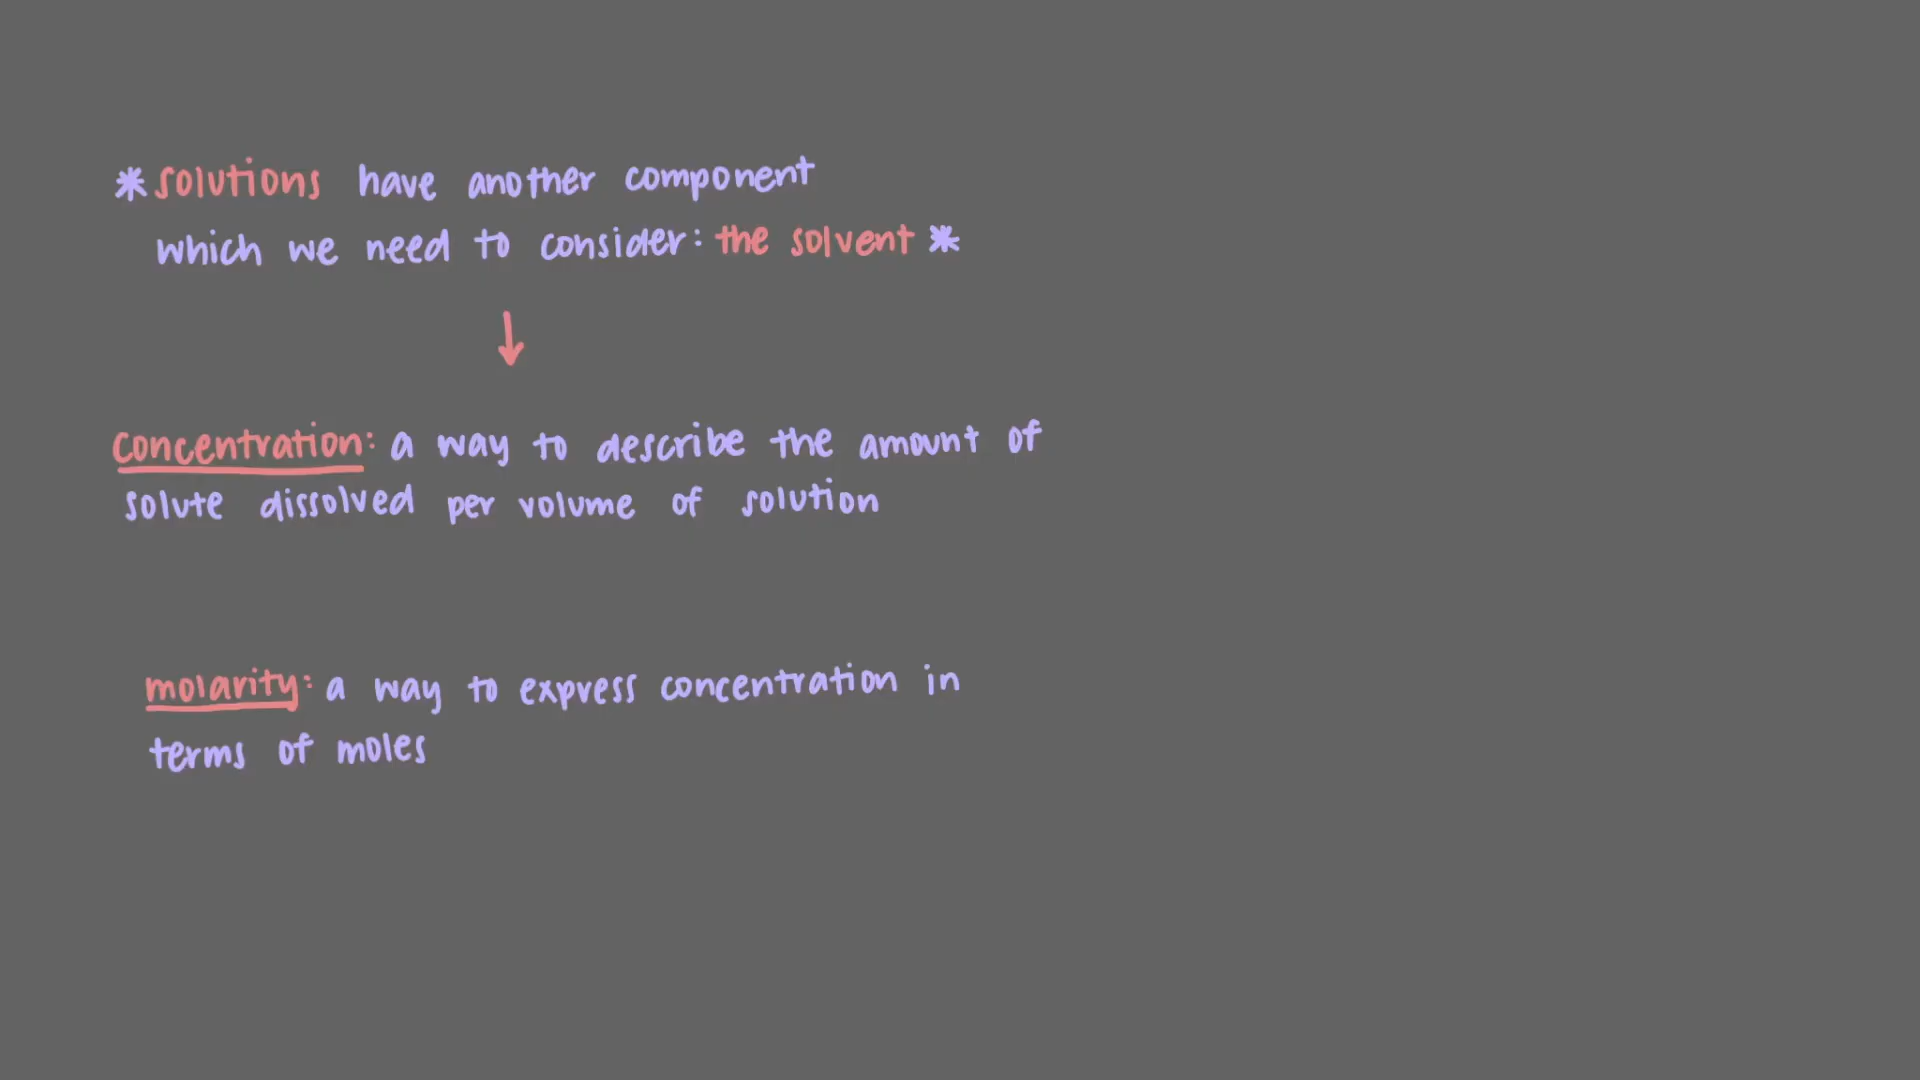 *solutions have another component
which we need to consider: the solvent*
↓
concentration: a way to describe the amount of
solute dissolved per volume of solution
molarity: a way to express concentration in
terms of moles